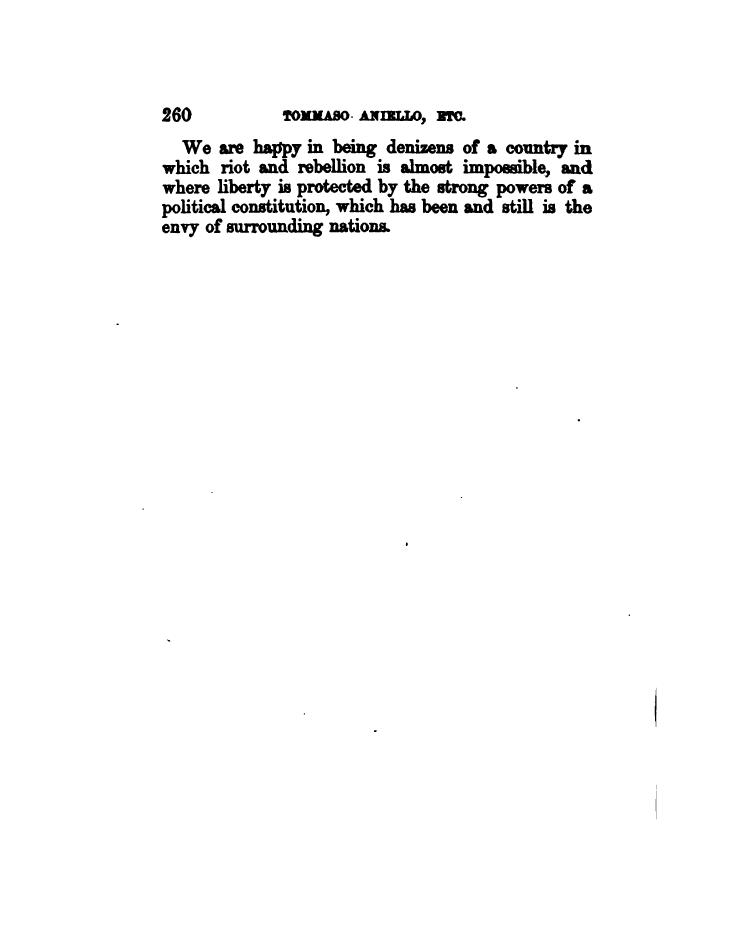 260 TOMMASO ANIELLO, ETC.
We are happy in being denizens of a country in
which riot and rebellion is almost impossible, and
where liberty is protected by the strong powers of a
political constitution, which has been and still is the
envy of surrounding nations.